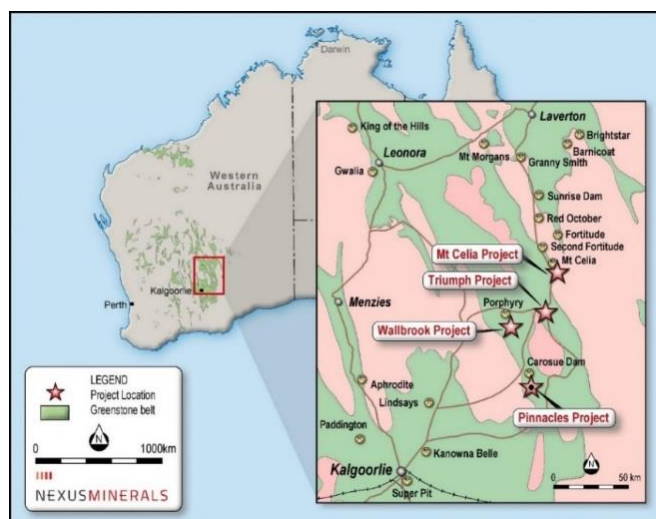 Darwin
Western
Australia
Kalgoorlie
Perth
LEGEND
Project Location
Greenstone belt
N
0
1000km
NEXUSMINERALS
King of the Hills
Leonora
Gwalia
Laverton
Brightstar
Barnicoat
Mt Morgans
Granny Smith
Sunrise Dam
Red October
Fortitude
Second Fortitude
Mt Celia Project
Mt Celia
Triumph Project
Menzies
Porphyry
Wallbrook Project
Carosue Dam
Aphrodite
Lindsays
Pinnacles Project
Paddington
Kanowna Belle
Kalgoorlie
Super Pit
N
0
50 km